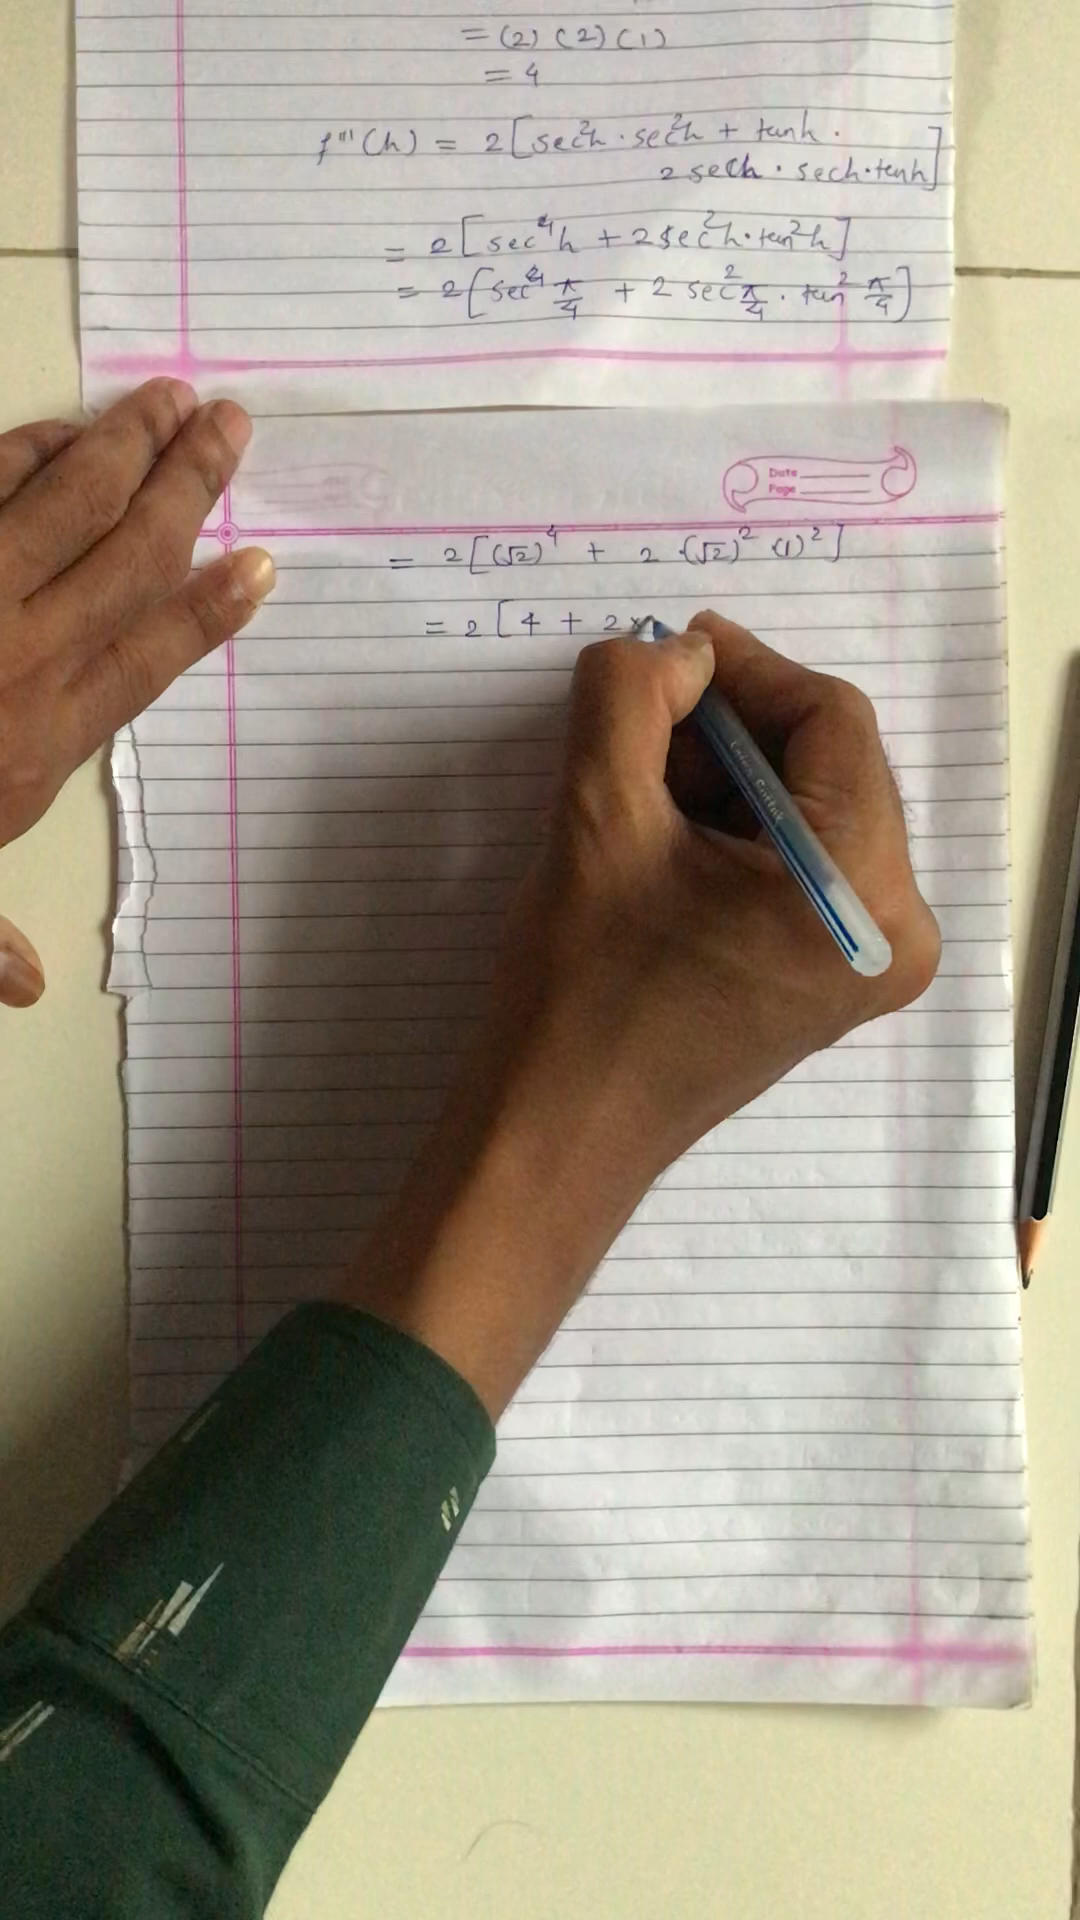 = (2) (2) (1)
= 4
f'''(h) = 2[sec²h · sec²h + tanh ·
2 sech · sech · tanh]
= 2[sec⁴h + 2sec²h · tan²h]
= 2[sec⁴ π/4 + 2 sec² π/4 · tan² π/4]
Date
Page
= 2[(√2)⁴ + 2 · (√2)² · (1)²]
= 2[4 + 2×